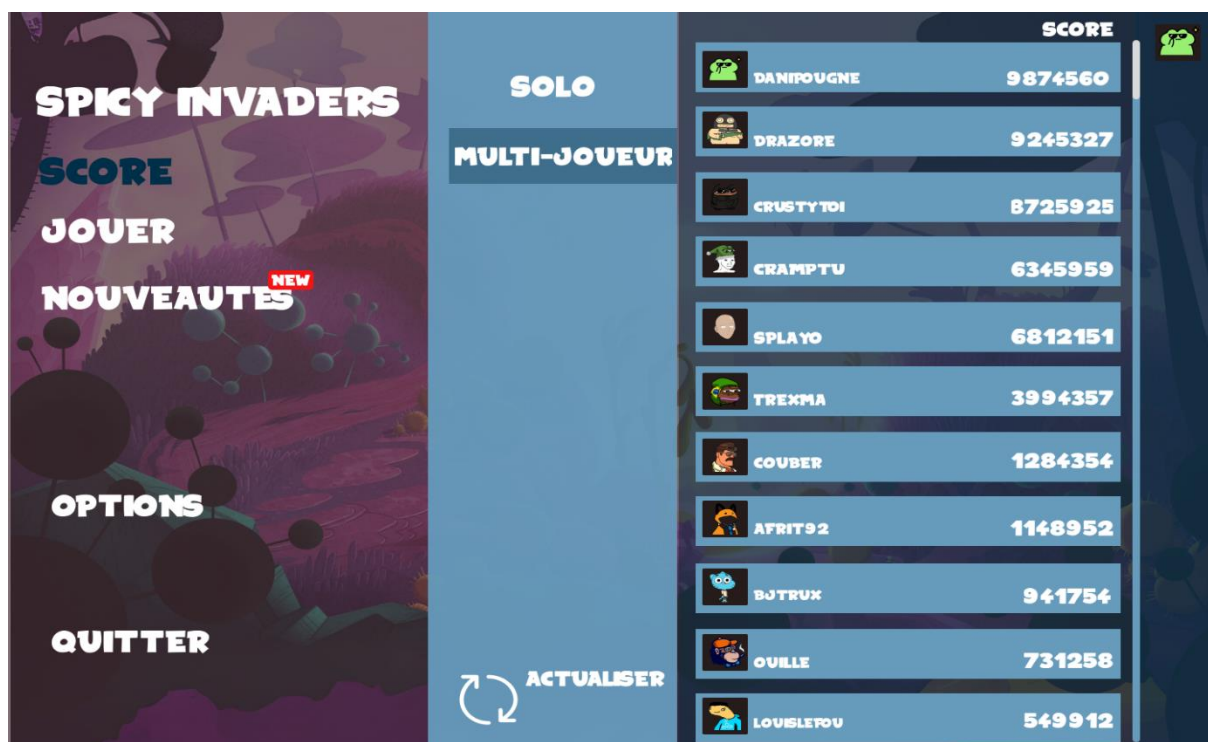 SPICY INVADERS
SCORE
JOUER
NOUVEAUTES NEW
OPTIONS
QUITTER
SOLO
MULTI-JOUEUR
ACTUALISER
SCORE
DANIPOUGNE 9874560
DRAZORE 9245327
CRUSTYTOI 8725925
CRAMPTU 6345959
SPLAYO 6812151
TREXMA 3994357
COUBER 1284354
AFRIT92 1148952
BJTRUX 941754
OUILLE 731258
LOUISLEFOU 549912